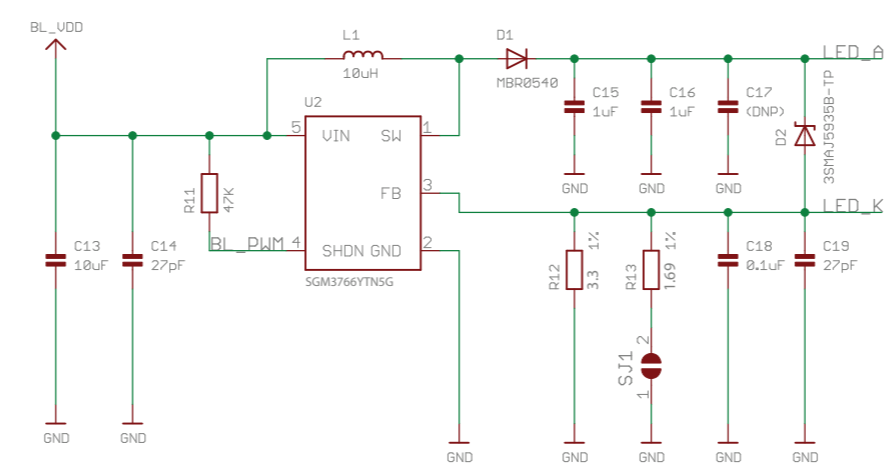 BL_VDD
L1
10uH
D1
MBR0540
LED_A
U2
C15
1uF
C16
1uF
C17
(DNP)
D2
3SMAJ5935B-TP
5
VIN
SW
1
R11
47K
FB
3
GND
GND
GND
LED_K
BL_PWM
4
SHDN
GND
2
C13
10uF
C14
27pF
R12
3.3
1%
R13
1.69
1%
C18
0.1uF
C19
27pF
SGM3766YTN5G
SJ1
2
1
GND
GND
GND
GND
GND
GND
GND